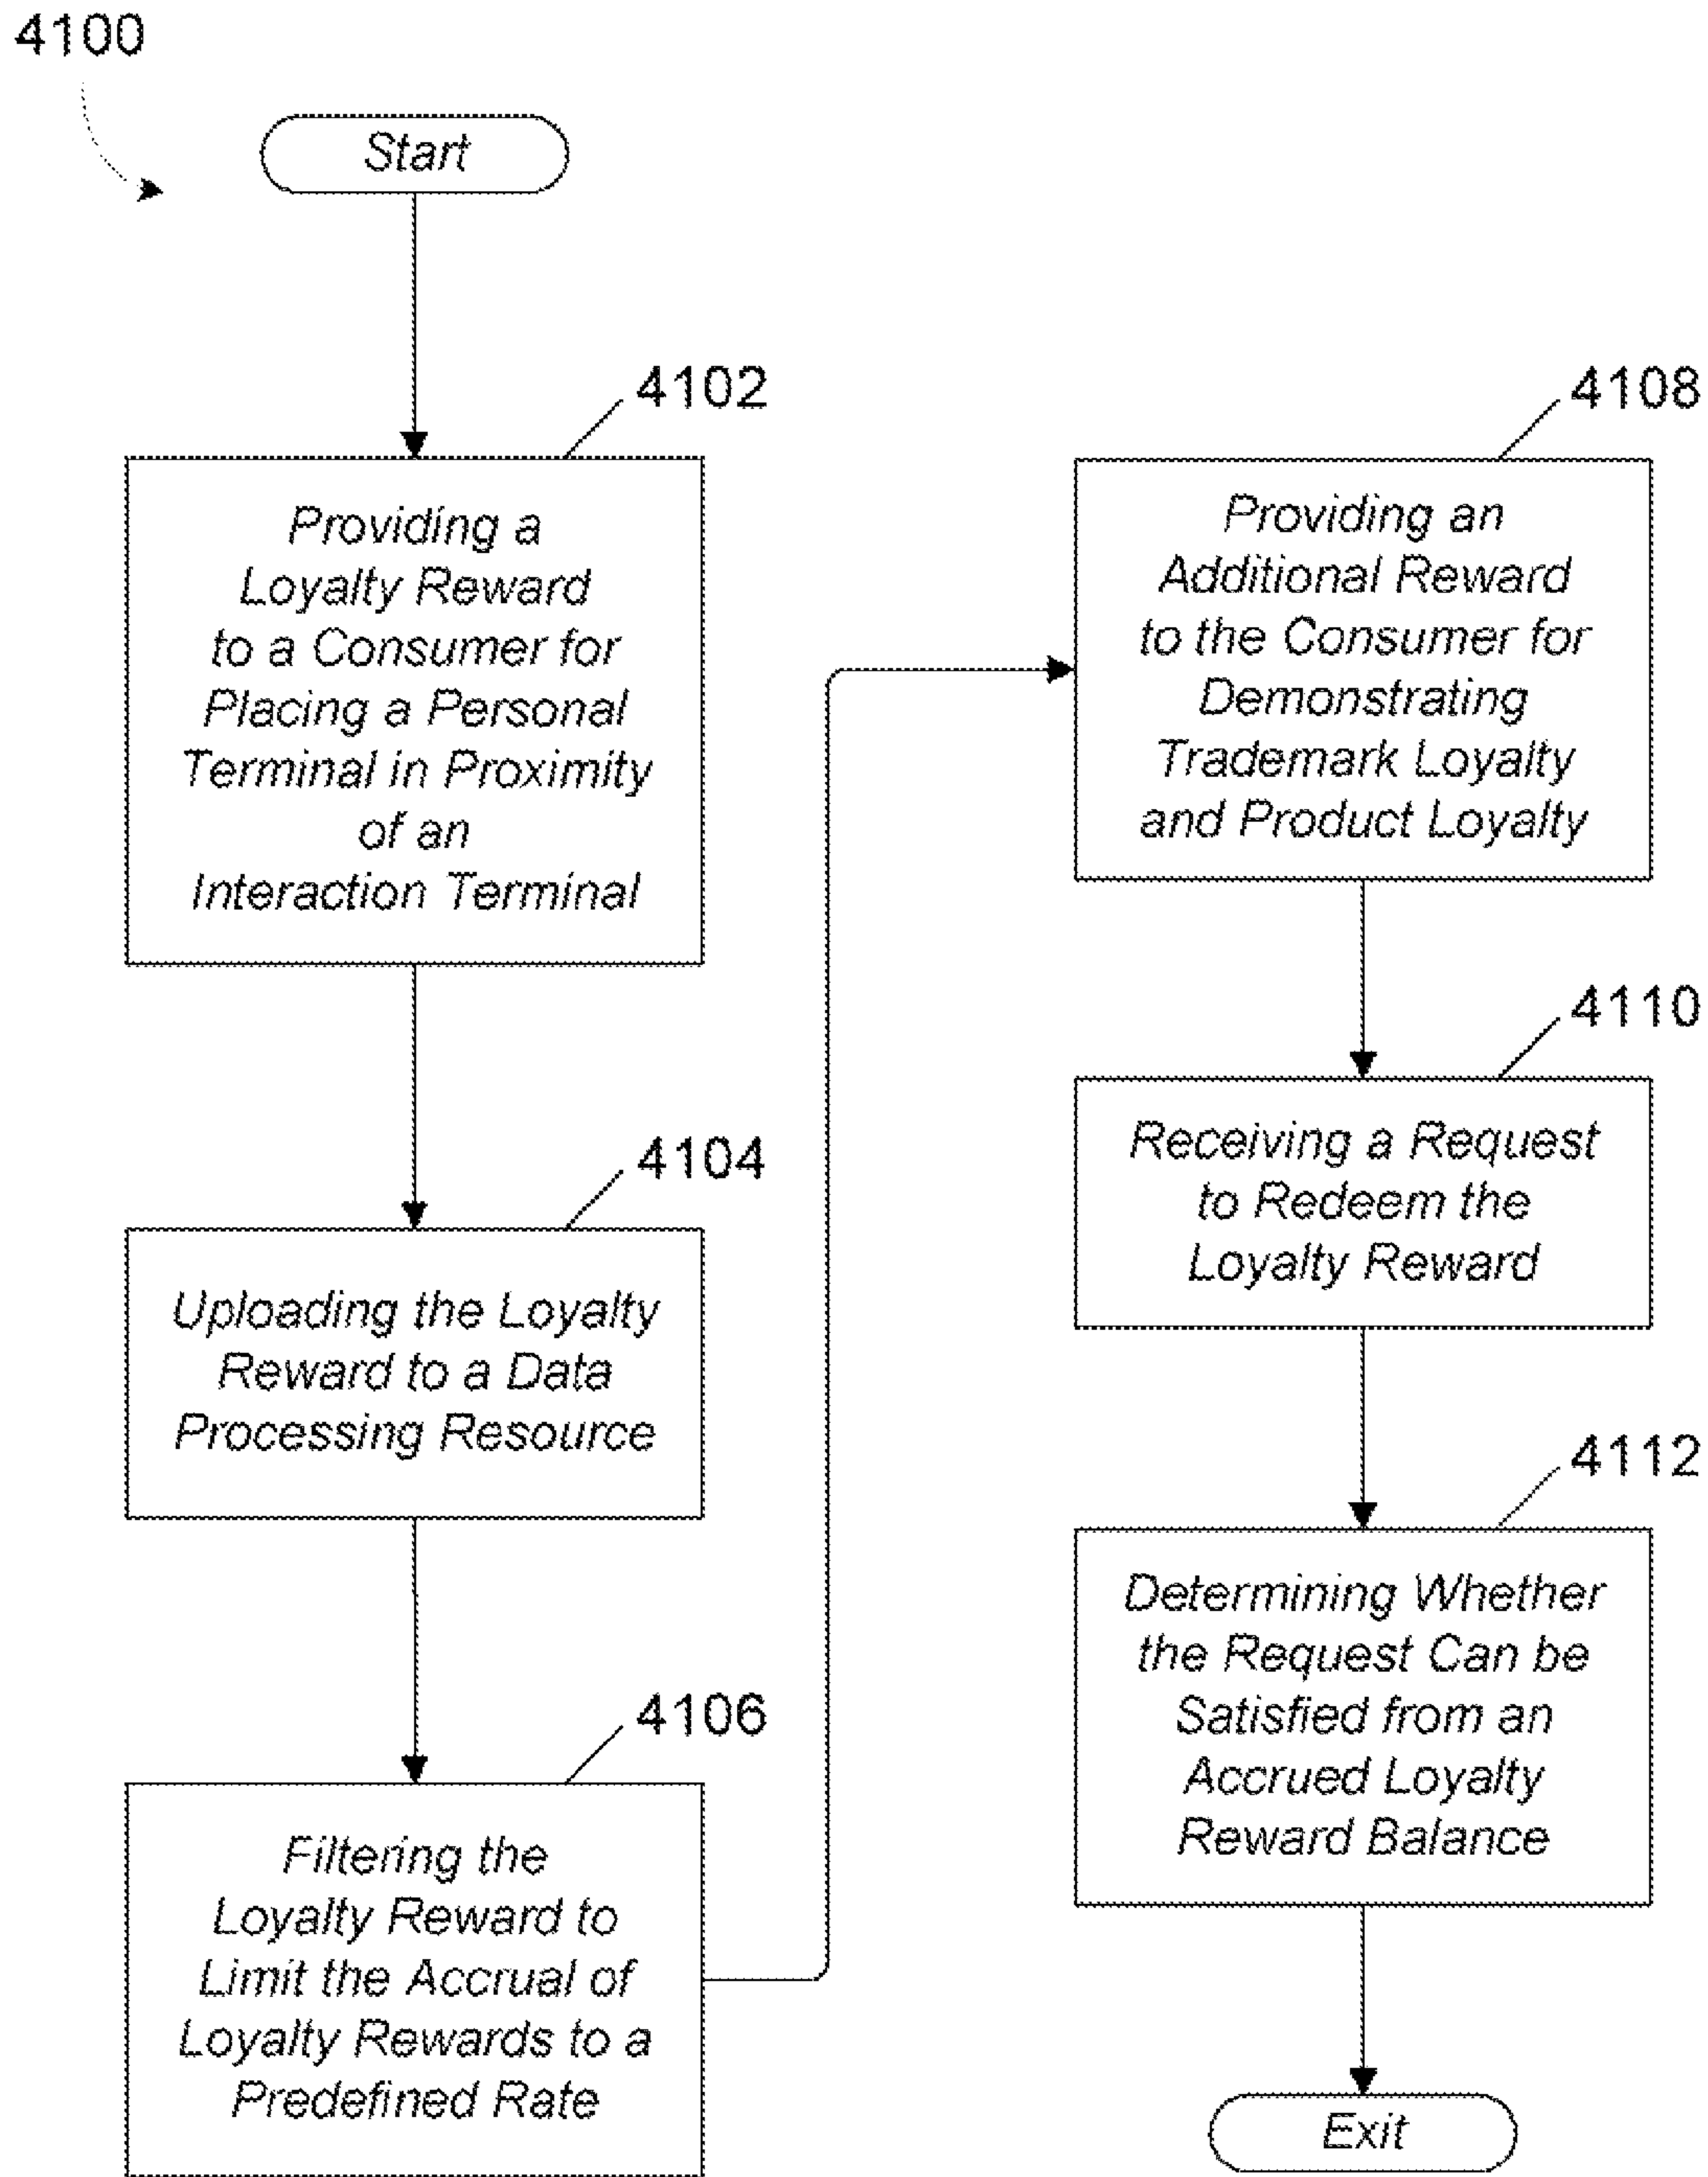 4100
Start
4102
Providing a
Loyalty Reward
to a Consumer for
Placing a Personal
Terminal in Proximity
of an
Interaction Terminal
4104
Uploading the Loyalty
Reward to a Data
Processing Resource
4106
Filtering the
Loyalty Reward to
Limit the Accrual of
Loyalty Rewards to a
Predefined Rate
4108
Providing an
Additional Reward
to the Consumer for
Demonstrating
Trademark Loyalty
and Product Loyalty
4110
Receiving a Request
to Redeem the
Loyalty Reward
4112
Determining Whether
the Request Can be
Satisfied from an
Accrued Loyalty
Reward Balance
Exit